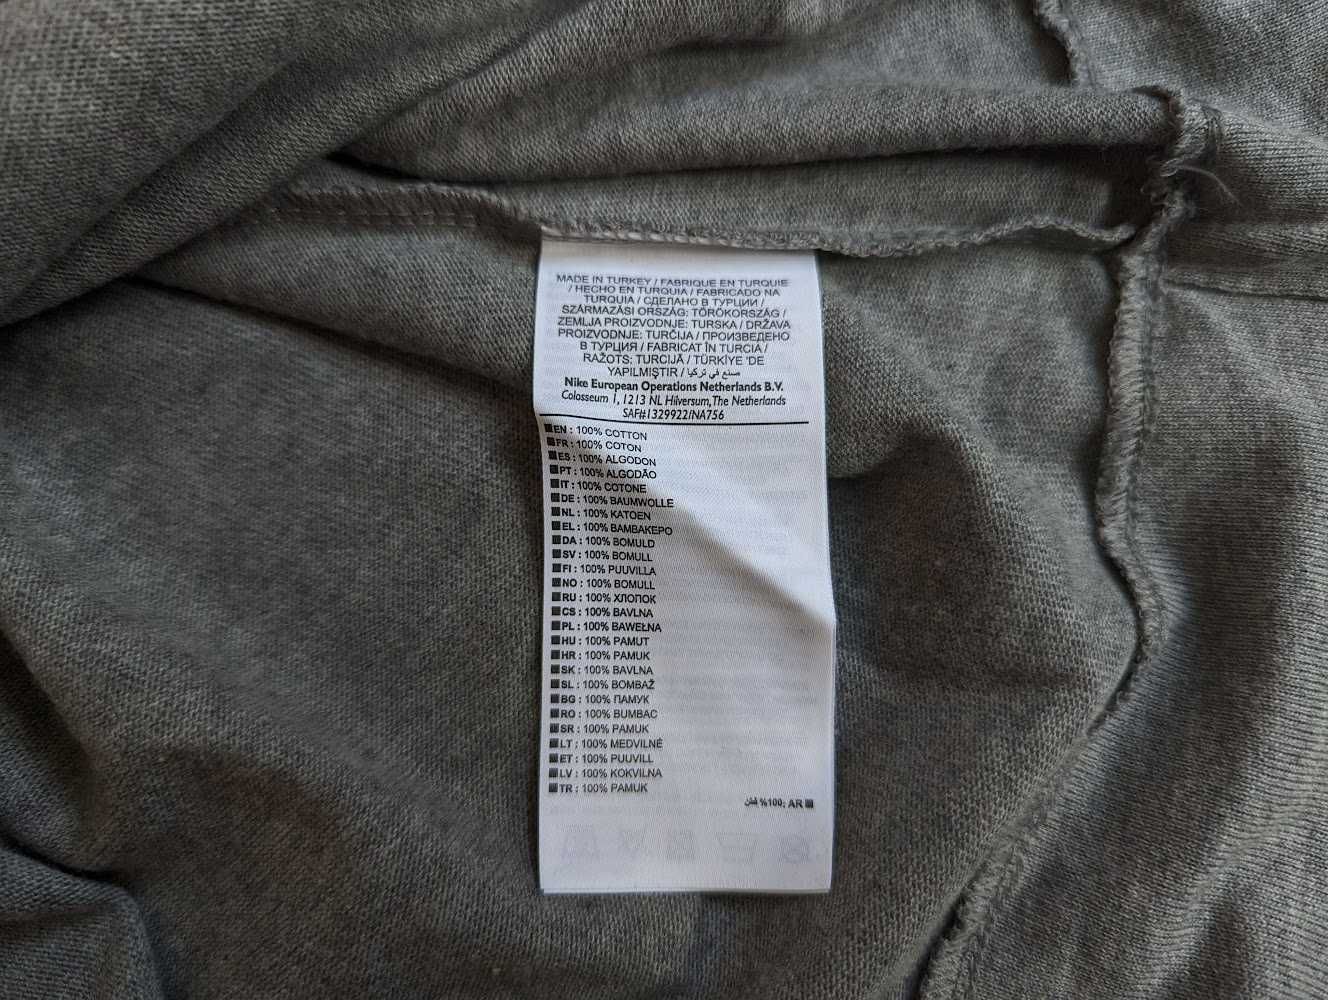 MADE IN TURKEY / FABRIQUE EN TURQUIE
/ HECHO EN TURQUIA / FABRICADO NA
TURQUIA / СДЕЛАНО В ТУРЦИИ /
SZÁRMAZÁSI ORSZÁG: TÖRÖKORSZÁG /
ZEMLJA PROIZVODNJE: TURSKA / DRŽAVA
PROIZVODNJE: TURČIJA / ПРОИЗВЕДЕНО
В ТУРЦИЯ / FABRICAT ÎN TURCIA /
RAŽOTS: TURCIJĀ / TÜRKİYE 'DE
YAPILMIŞTIR / صنع في تركيا
Nike European Operations Netherlands B.V.
Colosseum 1, 1213 NL Hilversum,The Netherlands
SAF#1329922/NA756
EN : 100% COTTON
FR : 100% COTON
ES : 100% ALGODON
PT : 100% ALGODÃO
IT : 100% COTONE
DE : 100% BAUMWOLLE
NL : 100% KATOEN
EL : 100% ΒΑΜΒΑΚΕΡΟ
DA : 100% BOMULD
SV : 100% BOMULL
FI : 100% PUUVILLA
NO : 100% BOMULL
RU : 100% ХЛОПОК
CS : 100% BAVLNA
PL : 100% BAWEŁNA
HU : 100% PAMUT
HR : 100% PAMUK
SK : 100% BAVLNA
SL : 100% BOMBAŽ
BG : 100% ПАМУК
RO : 100% BUMBAC
SR : 100% PAMUK
LT : 100% MEDVILNĖ
ET : 100% PUUVILL
LV : 100% KOKVILNA
TR : 100% PAMUK
AR :100% قطن